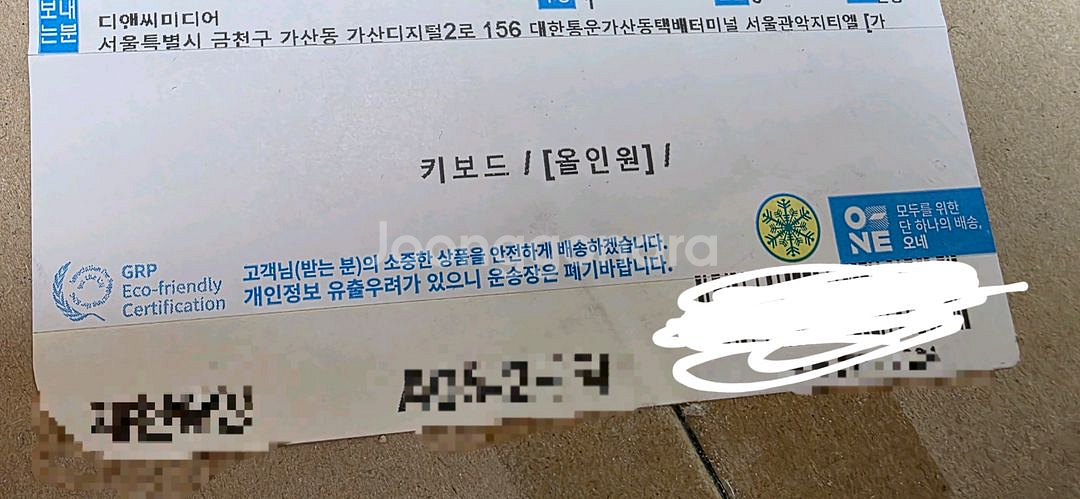 보내
는분
디앤씨미디어
서울특별시 금천구 가산동 가산디지털2로 156 대한통운가산동택배터미널 서울관악지티엘 [가
키보드 / [올인원] /
GRP
Eco-friendly
Certification
고객님(받는 분)의 소중한 상품을 안전하게 배송하겠습니다.
개인정보 유출우려가 있으니 운송장은 폐기바랍니다.
O-NE
모두를 위한
단 하나의 배송,
오네
Joongonara